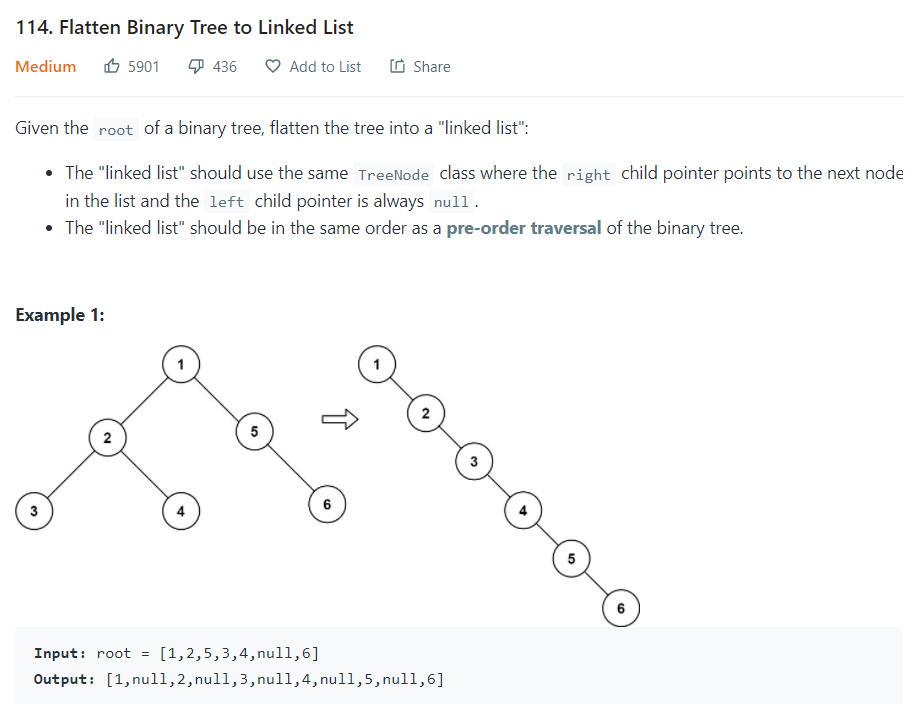 114. Flatten Binary Tree to Linked List
Medium 5901 436 Add to List Share
Given the root of a binary tree, flatten the tree into a "linked list":
• The "linked list" should use the same TreeNode class where the right child pointer points to the next node
in the list and the left child pointer is always null.
• The "linked list" should be in the same order as a pre-order traversal of the binary tree.
Example 1:
1 1
2 5 2
3 4 6 3
4
5
6
Input: root = [1,2,5,3,4,null,6]
Output: [1,null,2,null,3,null,4,null,5,null,6]